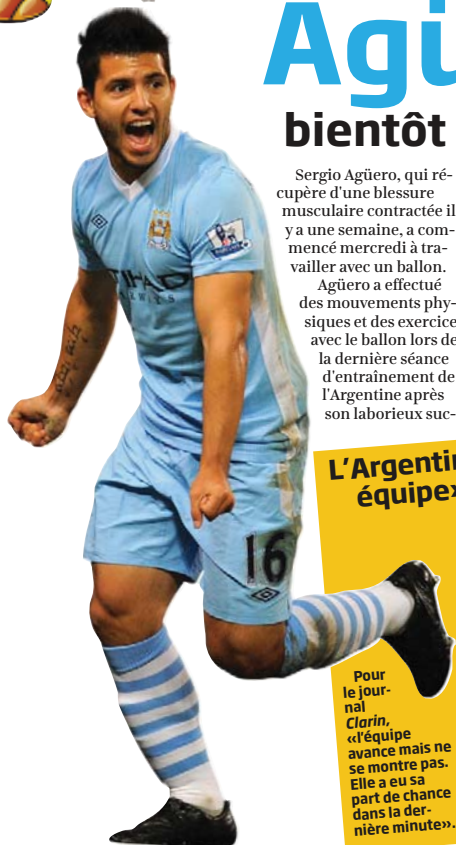 Agü
bientôt
Sergio Agüero, qui ré-
cupère d'une blessure
musculaire contractée il
y a une semaine, a com-
mencé mercredi à tra-
vailler avec un ballon.
Agüero a effectué
des mouvements phy-
siques et des exercice
avec le ballon lors de
la dernière séance
d'entraînement de
l'Argentine après
son laborieux suc-
L'Argentin
équipe»
Pour
le jour-
nal
Clarin,
«l'équipe
avance mais ne
se montre pas.
Elle a eu sa
part de chance
dans la der-
nière minute».
16